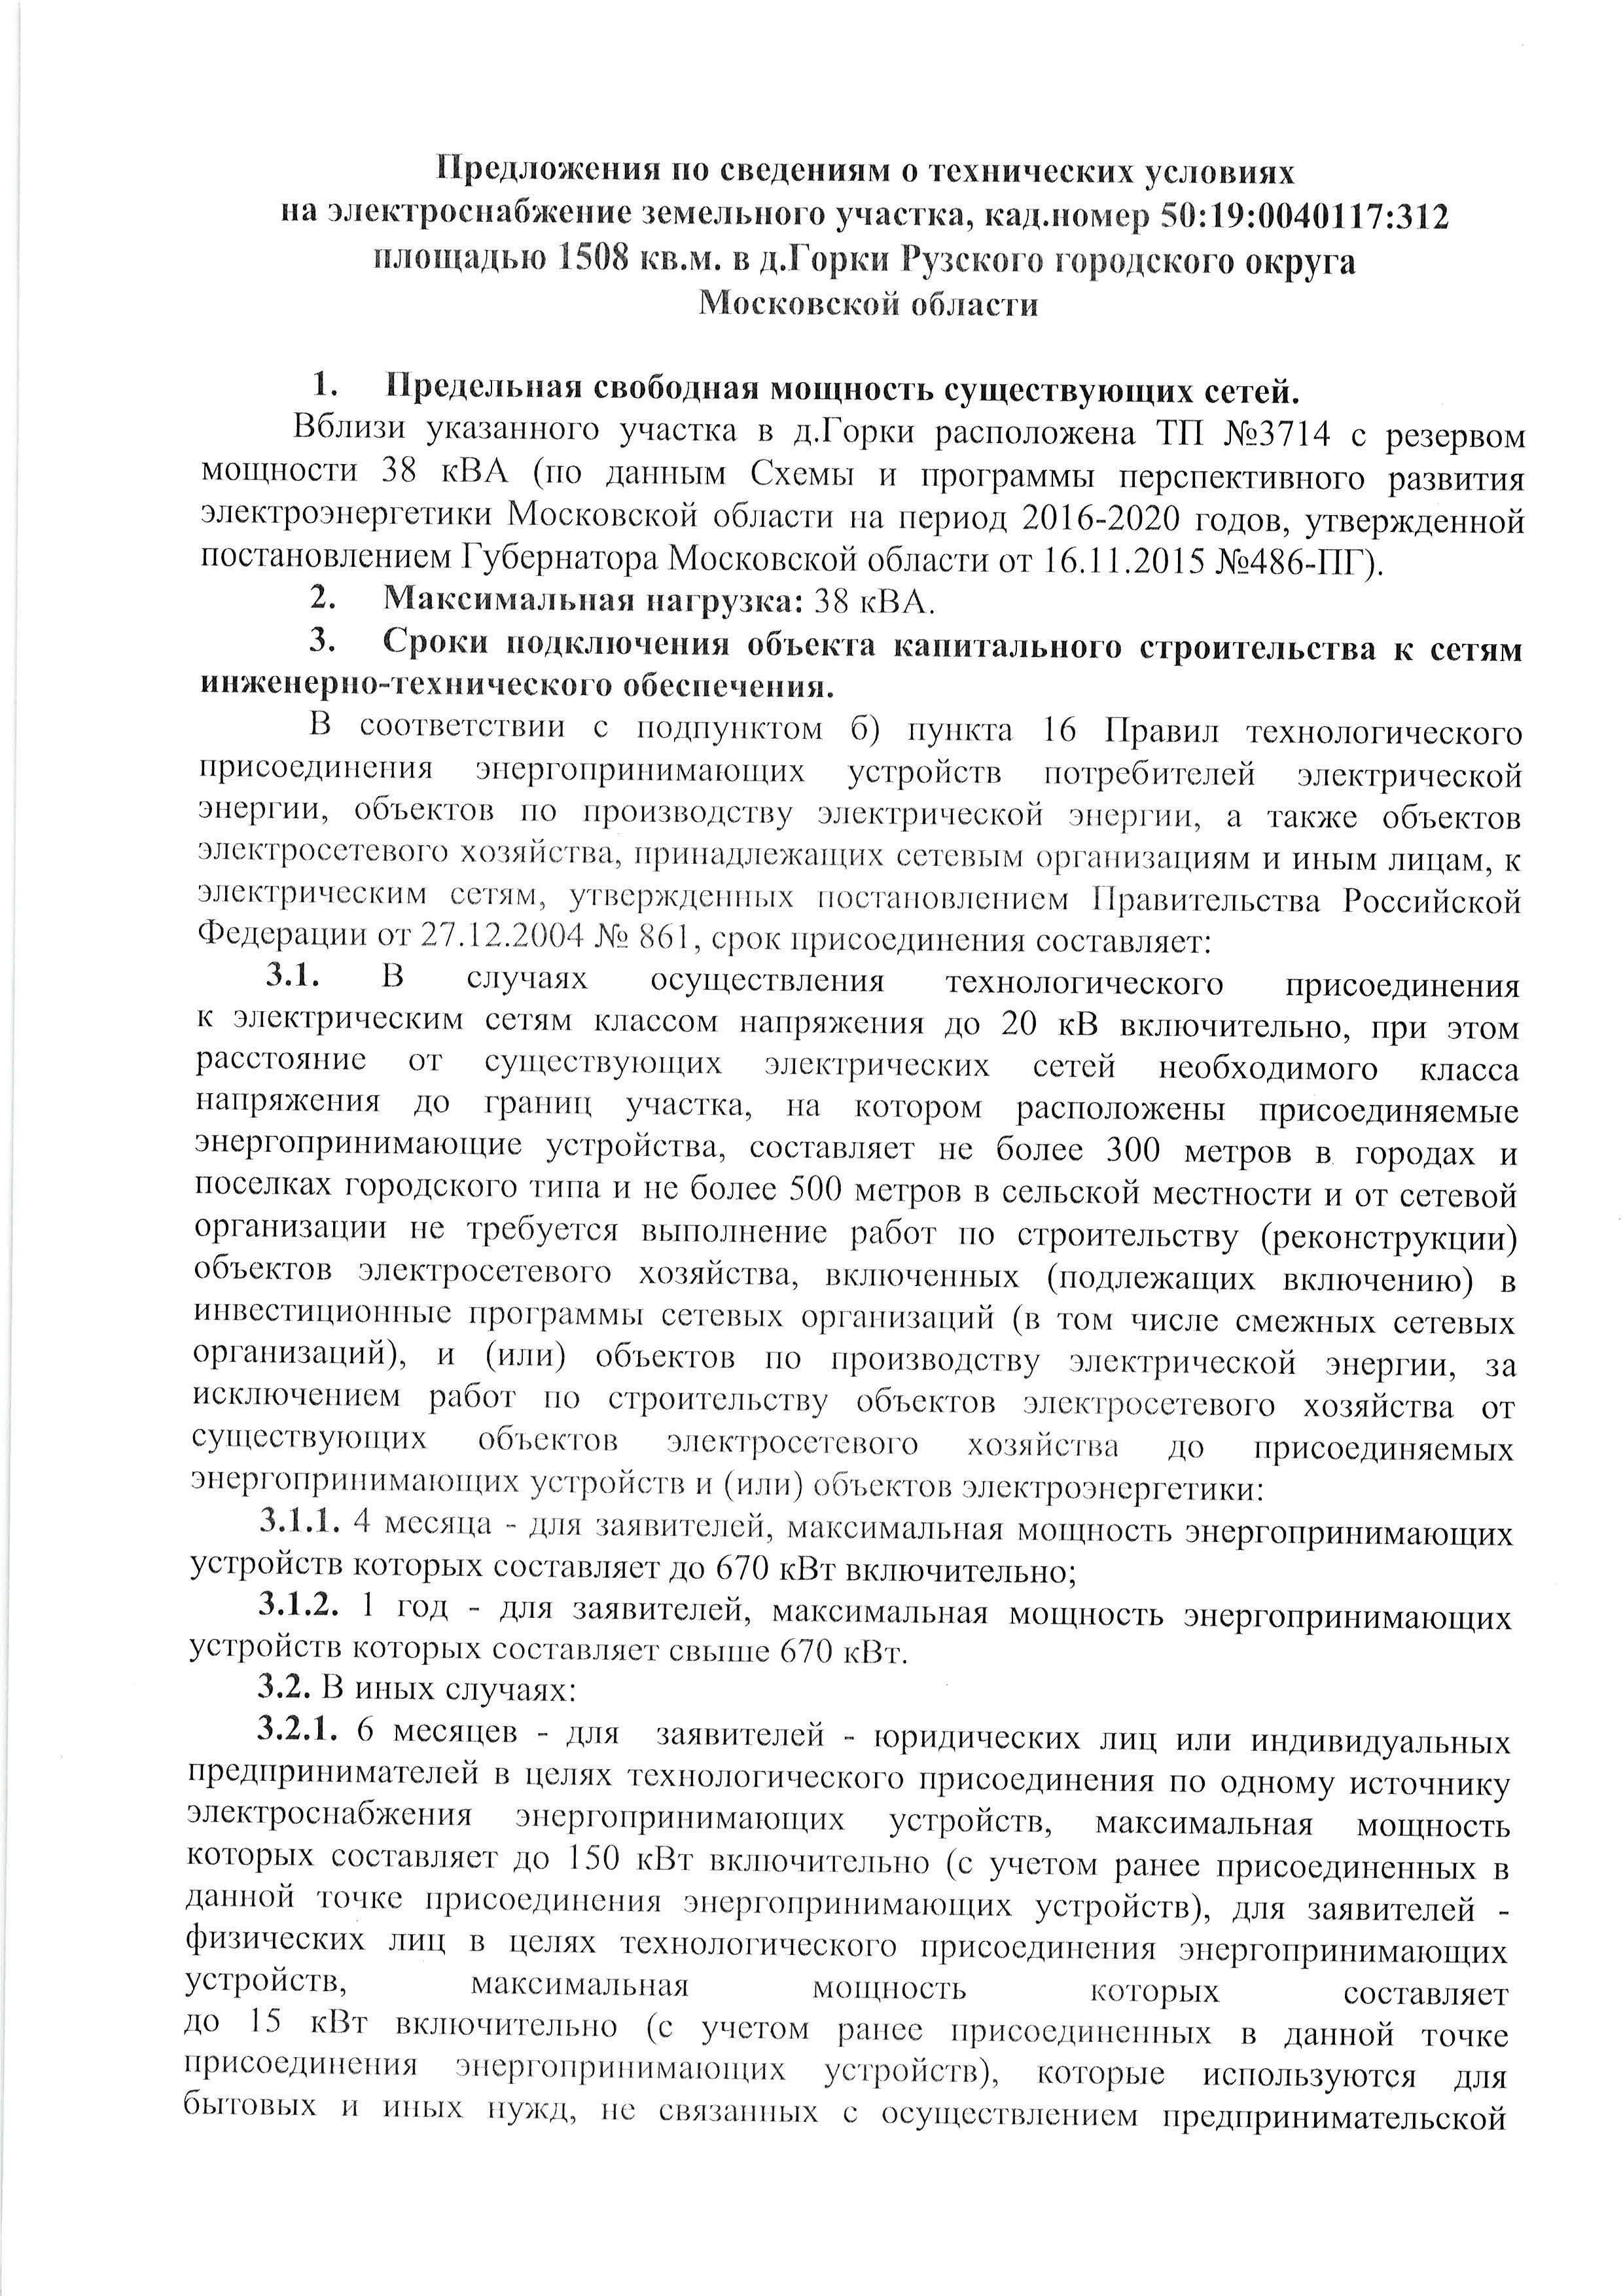 Предложения по сведениям о технических условиях
на электроснабжение земельного участка, кад.номер 50:19:0040117:312
площадью 1508 кв.м. в д.Горки Рузского городского округа
Московской области
1. Предельная свободная мощность существующих сетей.
Вблизи указанного участка в д.Горки расположена ТП №3714 с резервом
мощности 38 кВА (по данным Схемы и программы перспективного развития
электроэнергетики Московской области на период 2016-2020 годов, утвержденной
постановлением Губернатора Московской области от 16.11.2015 №486-ПГ).
2. Максимальная нагрузка: 38 кВА.
3. Сроки подключения объекта капитального строительства к сетям
инженерно-технического обеспечения.
В соответствии с подпунктом б) пункта 16 Правил технологического
присоединения энергопринимающих устройств потребителей электрической
энергии, объектов по производству электрической энергии, а также объектов
электросетевого хозяйства, принадлежащих сетевым организациям и иным лицам, к
электрическим сетям, утвержденных постановлением Правительства Российской
Федерации от 27.12.2004 № 861, срок присоединения составляет:
3.1. В случаях осуществления технологического присоединения
к электрическим сетям классом напряжения до 20 кВ включительно, при этом
расстояние от существующих электрических сетей необходимого класса
напряжения до границ участка, на котором расположены присоединяемые
энергопринимающие устройства, составляет не более 300 метров в городах и
поселках городского типа и не более 500 метров в сельской местности и от сетевой
организации не требуется выполнение работ по строительству (реконструкции)
объектов электросетевого хозяйства, включенных (подлежащих включению) в
инвестиционные программы сетевых организаций (в том числе смежных сетевых
организаций), и (или) объектов по производству электрической энергии, за
исключением работ по строительству объектов электросетевого хозяйства от
существующих объектов электросетевого хозяйства до присоединяемых
энергопринимающих устройств и (или) объектов электроэнергетики:
3.1.1. 4 месяца - для заявителей, максимальная мощность энергопринимающих
устройств которых составляет до 670 кВт включительно;
3.1.2. 1 год - для заявителей, максимальная мощность энергопринимающих
устройств которых составляет свыше 670 кВт.
3.2. В иных случаях:
3.2.1. 6 месяцев - для заявителей - юридических лиц или индивидуальных
предпринимателей в целях технологического присоединения по одному источнику
электроснабжения энергопринимающих устройств, максимальная мощность
которых составляет до 150 кВт включительно (с учетом ранее присоединенных в
данной точке присоединения энергопринимающих устройств), для заявителей -
физических лиц в целях технологического присоединения энергопринимающих
устройств, максимальная мощность которых составляет
до 15 кВт включительно (с учетом ранее присоединенных в данной точке
присоединения энергопринимающих устройств), которые используются для
бытовых и иных нужд, не связанных с осуществлением предпринимательской